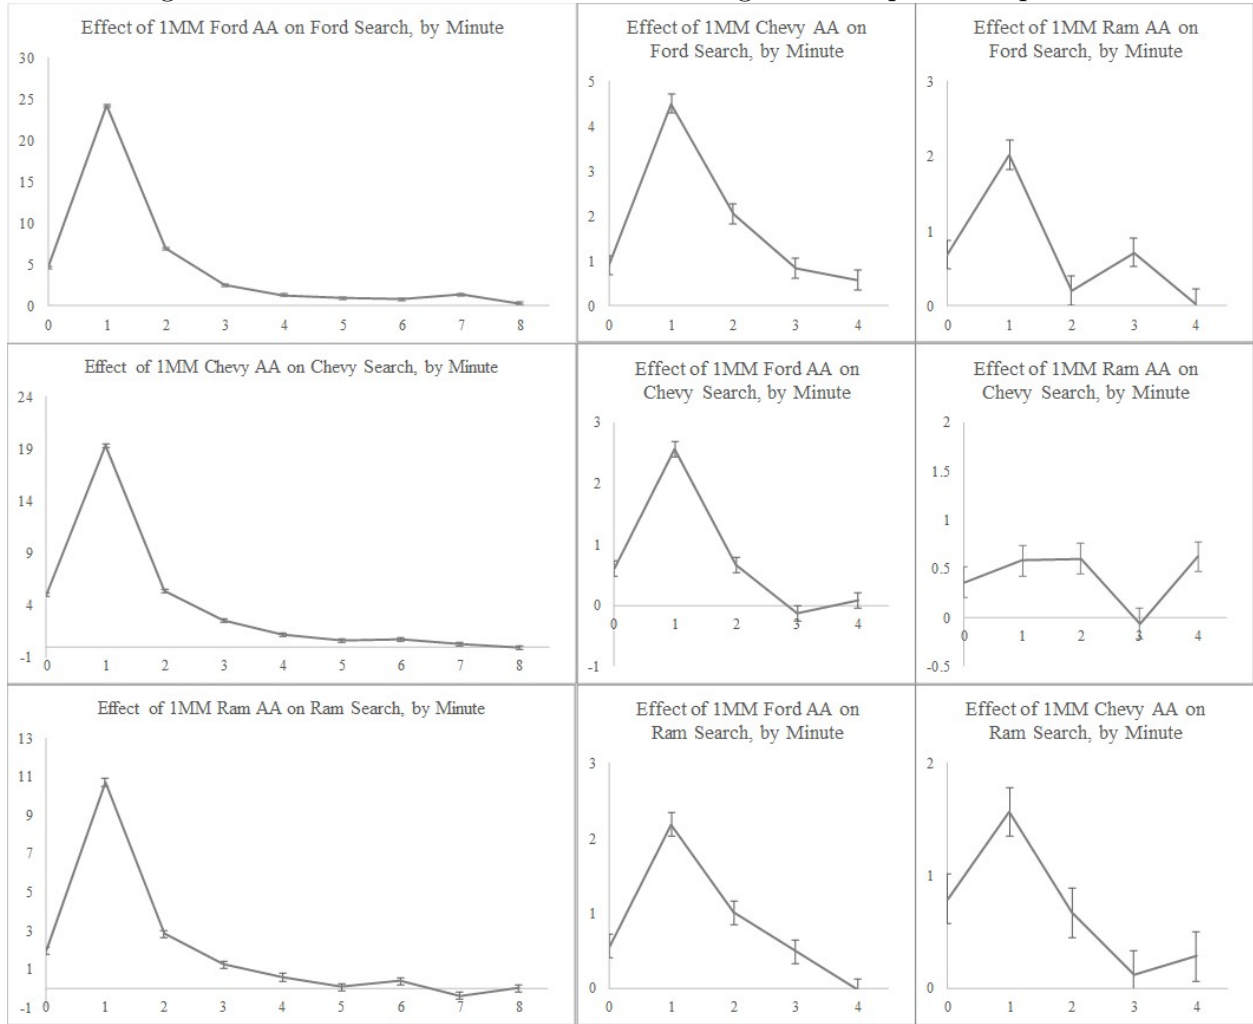 Effect of 1MM Ford AA on Ford Search, by Minute
30
25
20
15
10
5
0
0 1 2 3 4 5 6 7 8
Effect of 1MM Chevy AA on
Ford Search, by Minute
5
4
3
2
1
0
0 1 2 3 4
Effect of 1MM Ram AA on
Ford Search, by Minute
3
2
1
0
0 1 2 3 4
Effect of 1MM Chevy AA on Chevy Search, by Minute
24
19
14
9
4
-1
0 1 2 3 4 5 6 7 8
Effect of 1MM Ford AA on
Chevy Search, by Minute
3
2
1
0
-1
0 1 2 3 4
Effect of 1MM Ram AA on
Chevy Search, by Minute
2
1.5
1
0.5
0
-0.5
0 1 2 3 4
Effect of 1MM Ram AA on Ram Search, by Minute
13
11
9
7
5
3
1
-1
0 1 2 3 4 5 6 7 8
Effect of 1MM Ford AA on
Ram Search, by Minute
3
2
1
0
0 1 2 3 4
Effect of 1MM Chevy AA on
Ram Search, by Minute
2
1
0
0 1 2 3 4